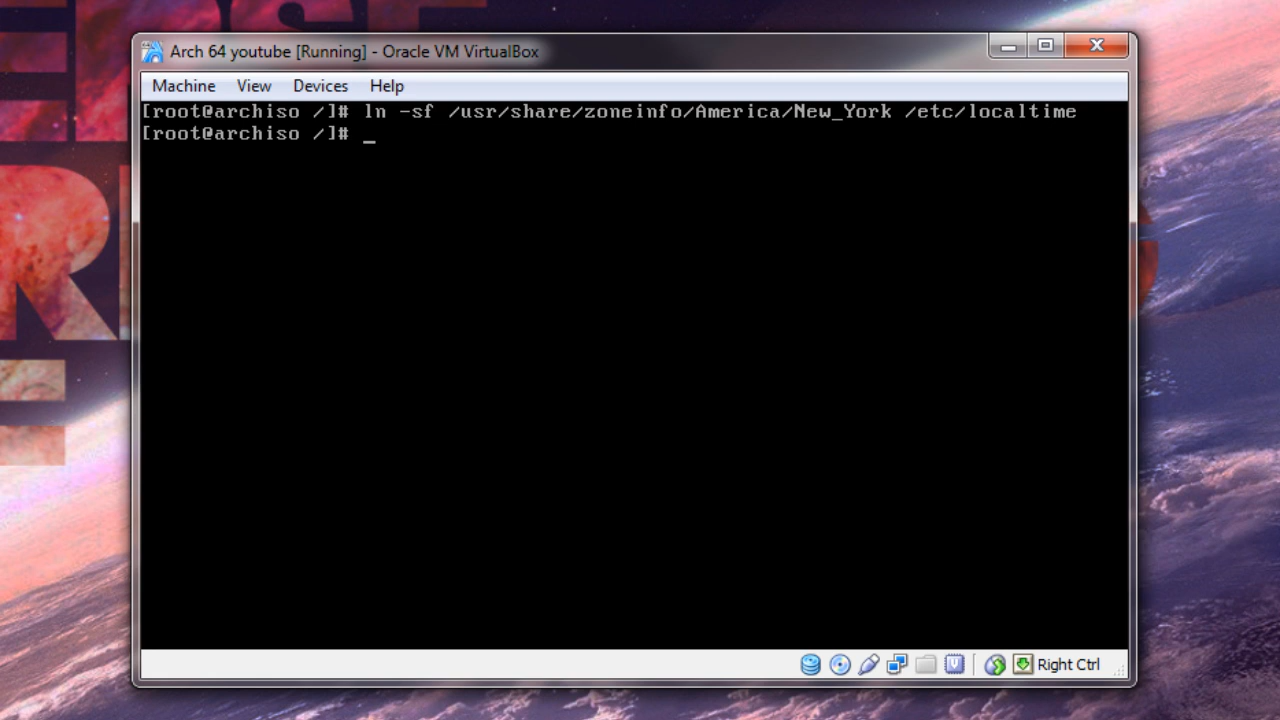 Arch 64 youtube [Running] - Oracle VM VirtualBox
Machine View Devices Help
[root@archiso /]# ln -sf /usr/share/zoneinfo/America/New_York /etc/localtime
[root@archiso /]# _
Right Ctrl